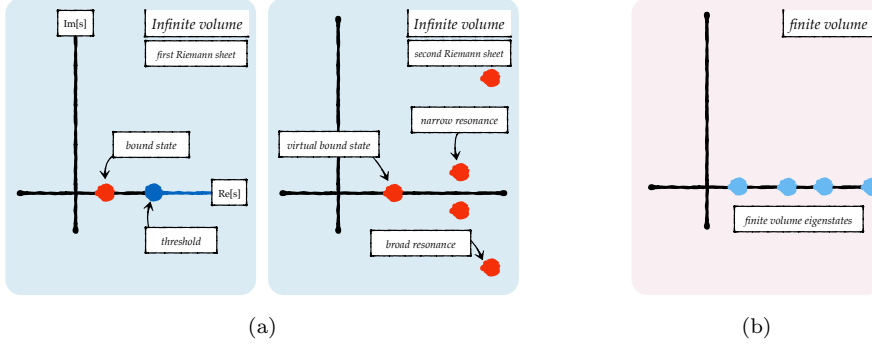 Im[s]
Infinite volume
first Riemann sheet
bound state
Re[s]
threshold
Infinite volume
second Riemann sheet
narrow resonance
virtual bound state
broad resonance
(a)
finite volume
finite volume eigenstates
(b)